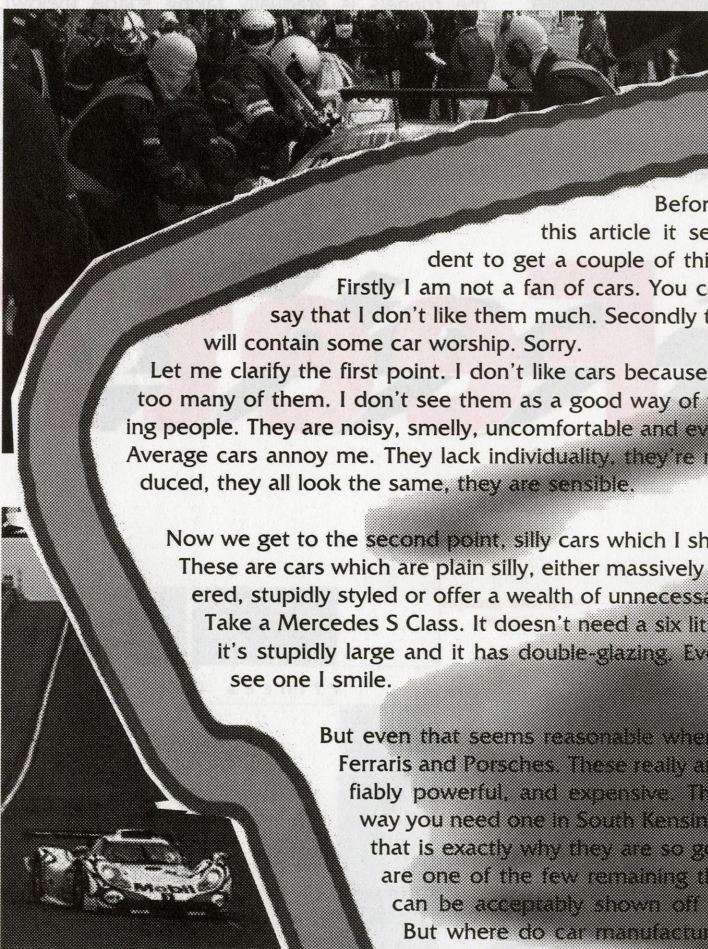 Befor
this article it se
dent to get a couple of thi
Firstly I am not a fan of cars. You c
say that I don't like them much. Secondly t
will contain some car worship. Sorry.
Let me clarify the first point. I don't like cars because
too many of them. I don't see them as a good way of
ing people. They are noisy, smelly, uncomfortable and ev
Average cars annoy me. They lack individuality, they're
duced, they all look the same, they are sensible.
Now we get to the second point, silly cars which I sh
These are cars which are plain silly, either massively
ered, stupidly styled or offer a wealth of unnecessa
Take a Mercedes S Class. It doesn't need a six lit
it's stupidly large and it has double-glazing. Eve
see one I smile.
But even that seems reasonable whe
Ferraris and Porsches. These really a
fiably powerful, and expensive. Th
way you need one in South Kensin
that is exactly why they are so g
are one of the few remaining t
can be acceptably shown off
But where do car manufactur
Mobil